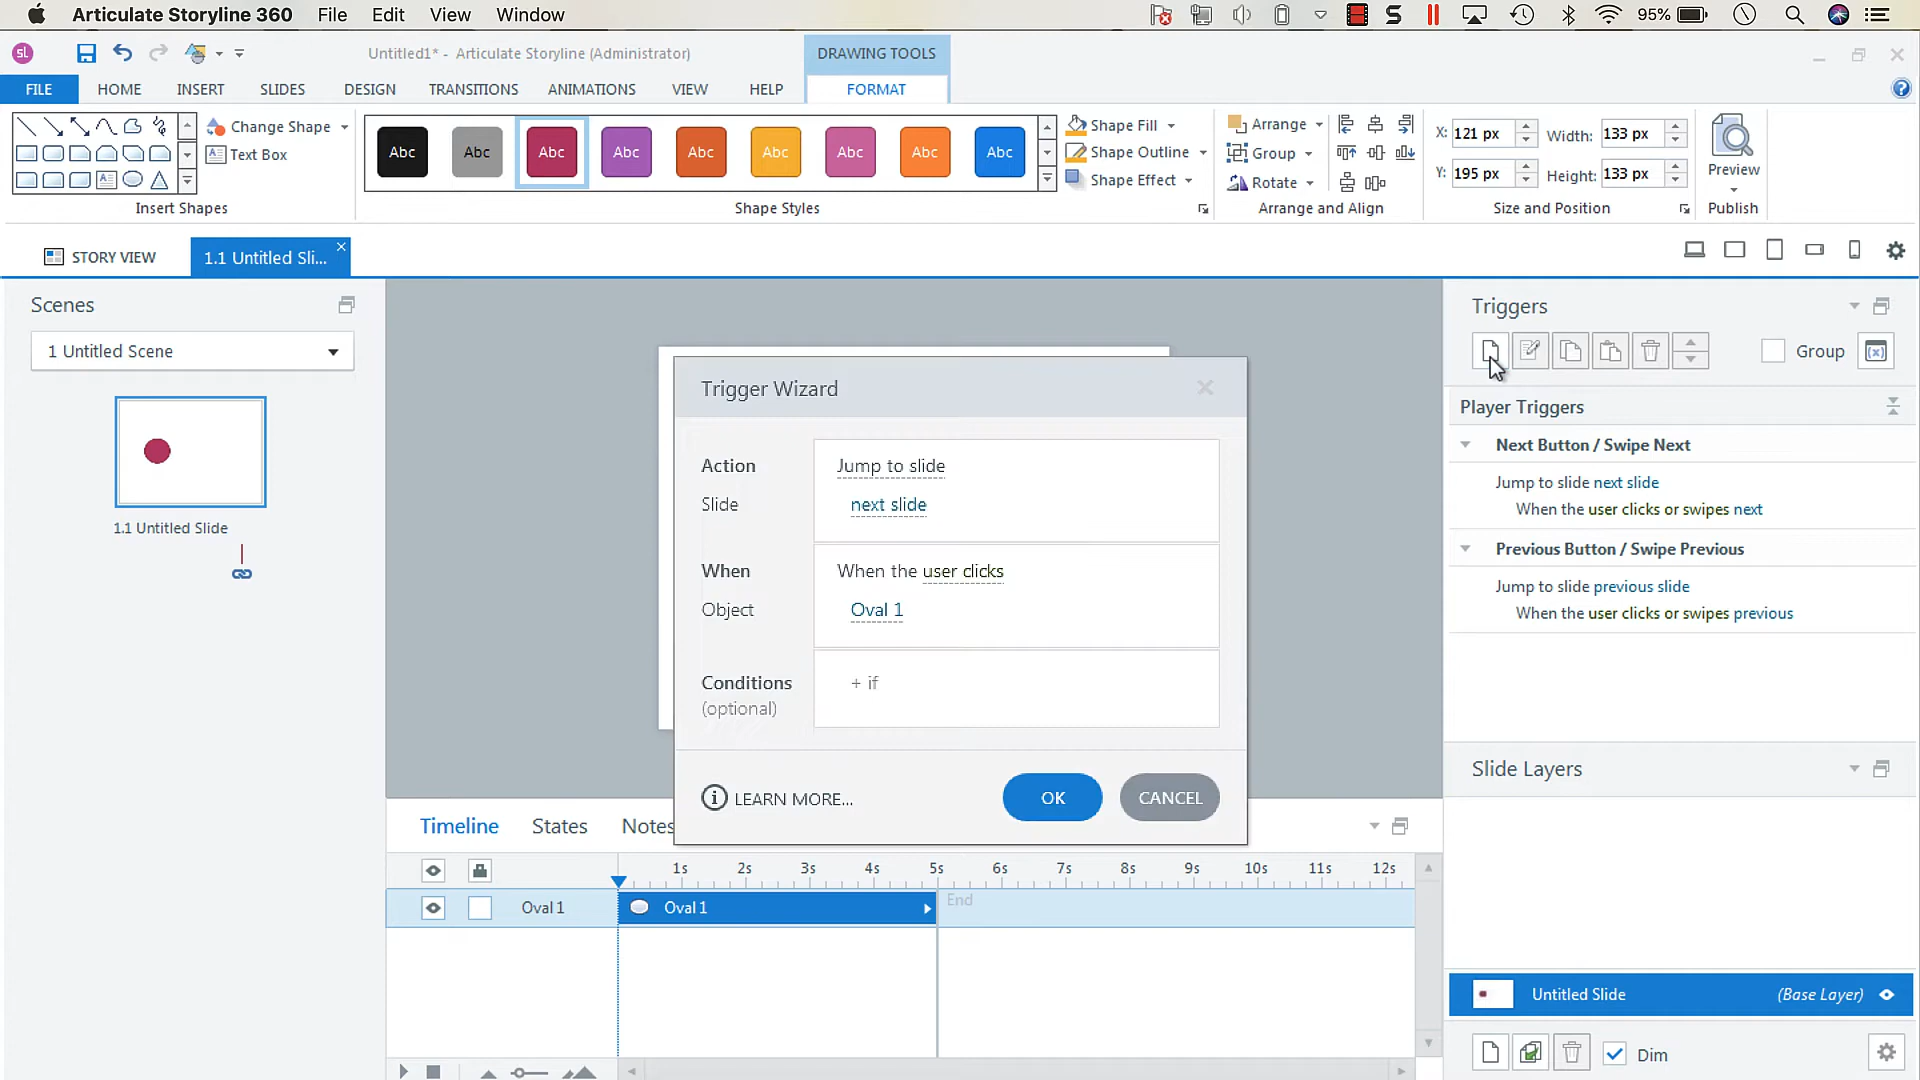 Articulate Storyline 360 File Edit View Window 95%
SL Untitled1* - Articulate Storyline (Administrator) DRAWING TOOLS
FILE HOME INSERT SLIDES DESIGN TRANSITIONS ANIMATIONS VIEW HELP FORMAT ?
Change Shape
Text Box
Insert Shapes
Abc Abc Abc Abc Abc Abc Abc Abc Abc
Shape Styles
Shape Fill
Shape Outline
Shape Effect
Arrange
Group
Rotate
Arrange and Align
X: 121 px Width: 133 px
Y: 195 px Height: 133 px
Size and Position
Preview
Publish
STORY VIEW 1.1 Untitled Sli...
Scenes
1 Untitled Scene
1.1 Untitled Slide
Trigger Wizard
Action Jump to slide
Slide next slide
When When the user clicks
Object Oval 1
Conditions + if
(optional)
LEARN MORE... OK CANCEL
Triggers
Group (x)
Player Triggers
Next Button / Swipe Next
Jump to slide next slide
When the user clicks or swipes next
Previous Button / Swipe Previous
Jump to slide previous slide
When the user clicks or swipes previous
Slide Layers
Untitled Slide (Base Layer)
Dim
Timeline States Notes
1s 2s 3s 4s 5s 6s 7s 8s 9s 10s 11s 12s
Oval 1 Oval 1 End